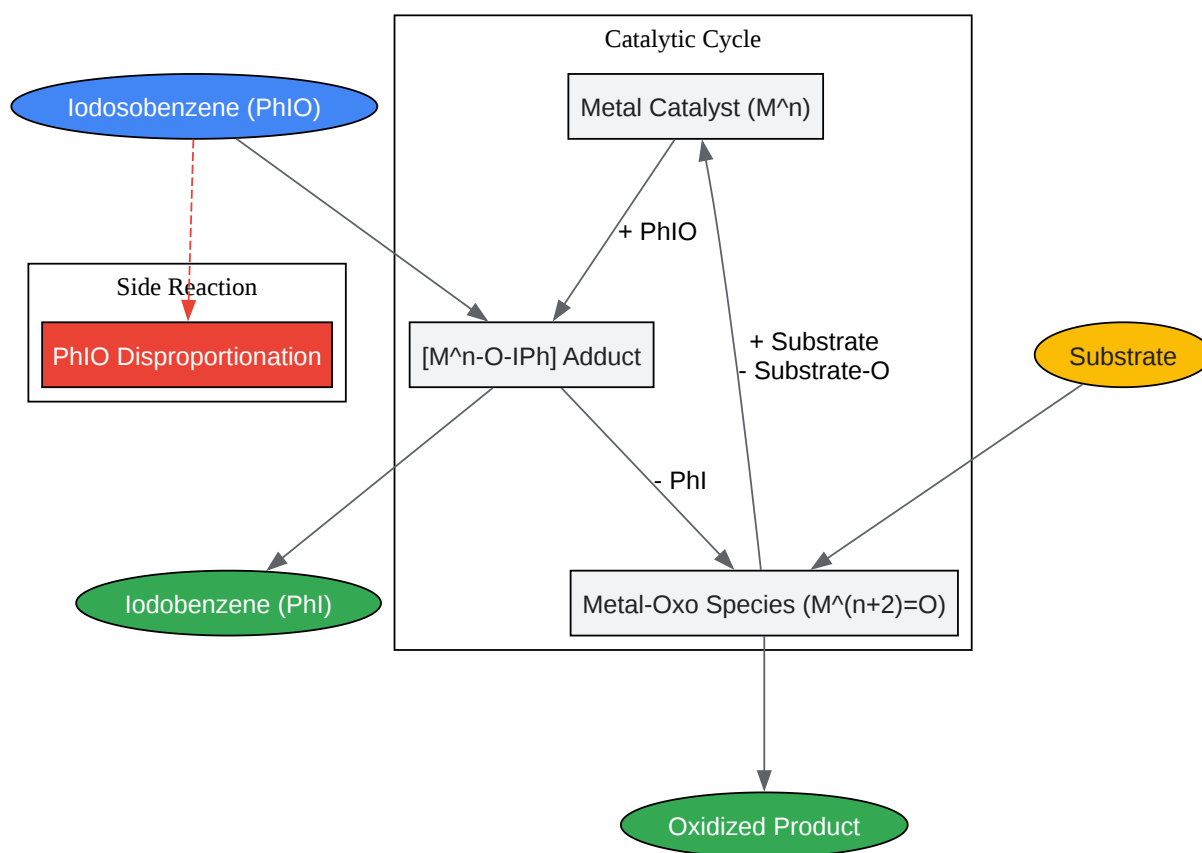 Catalytic Cycle
Iodosobenzene (PhIO)
Metal Catalyst (M^n)
+ PhIO
Side Reaction
PhIO Disproportionation
[M^n-O-IPh] Adduct
+ Substrate
- Substrate-O
Substrate
- PhI
Iodobenzene (PhI)
Metal-Oxo Species (M^(n+2)=O)
Oxidized Product